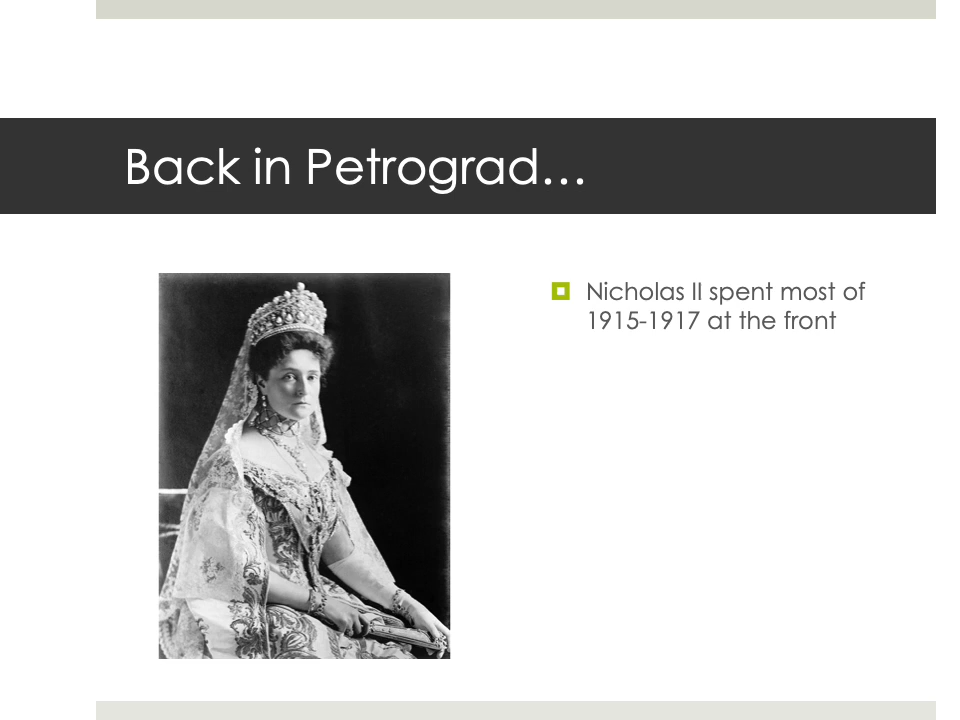 Back in Petrograd…
Nicholas II spent most of
1915-1917 at the front